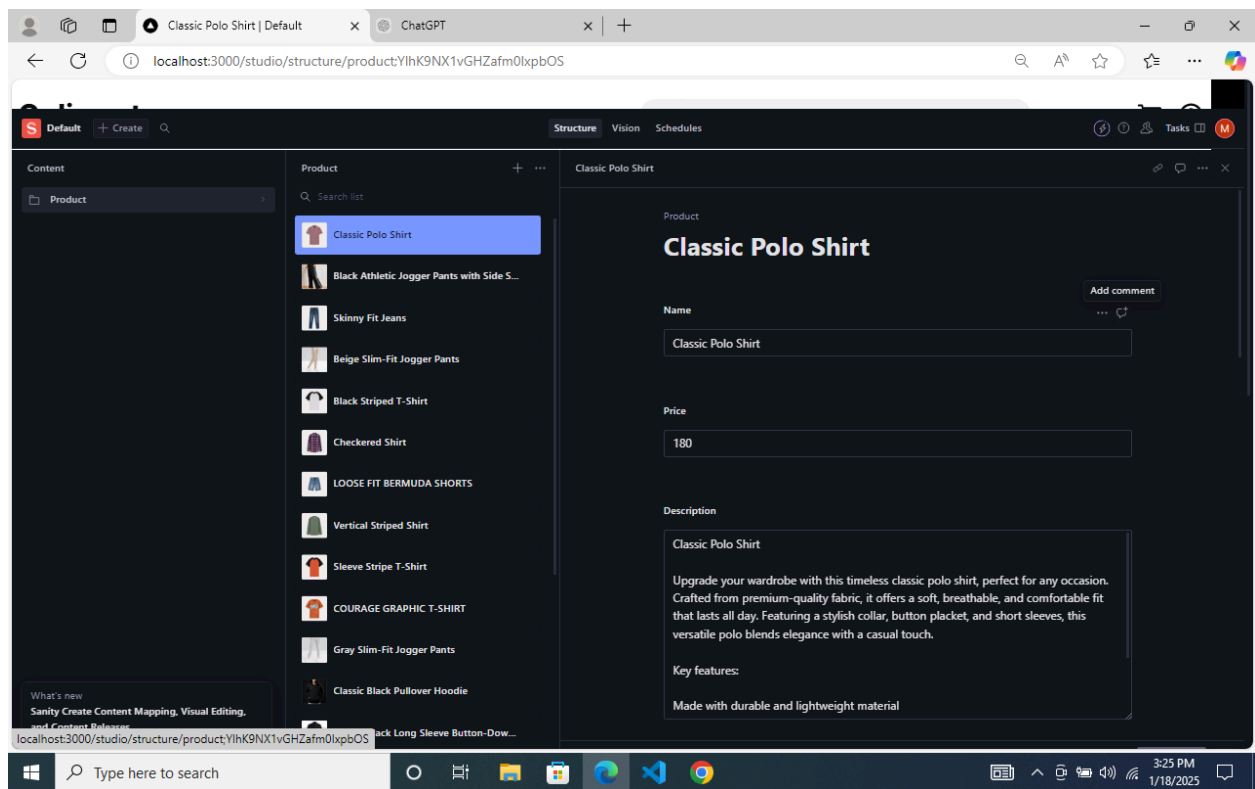 Classic Polo Shirt | Default
ChatGPT
localhost:3000/studio/structure/product;YlhK9NX1vGHZafm0lxpbOS
S Default + Create
Structure Vision Schedules
Tasks M
Content
Product
Classic Polo Shirt
Product
Search list
Classic Polo Shirt
Black Athletic Jogger Pants with Side S...
Skinny Fit Jeans
Beige Slim-Fit Jogger Pants
Black Striped T-Shirt
Checkered Shirt
LOOSE FIT BERMUDA SHORTS
Vertical Striped Shirt
Sleeve Stripe T-Shirt
COURAGE GRAPHIC T-SHIRT
Gray Slim-Fit Jogger Pants
Classic Black Pullover Hoodie
ack Long Sleeve Button-Dow...
Product
Classic Polo Shirt
Add comment
Name
Classic Polo Shirt
Price
180
Description
Classic Polo Shirt
Upgrade your wardrobe with this timeless classic polo shirt, perfect for any occasion.
Crafted from premium-quality fabric, it offers a soft, breathable, and comfortable fit
that lasts all day. Featuring a stylish collar, button placket, and short sleeves, this
versatile polo blends elegance with a casual touch.
Key features:
Made with durable and lightweight material
What's new
Sanity Create Content Mapping, Visual Editing,
and Content Releases
localhost:3000/studio/structure/product;YlhK9NX1vGHZafm0lxpbOS
Type here to search
3:25 PM
1/18/2025